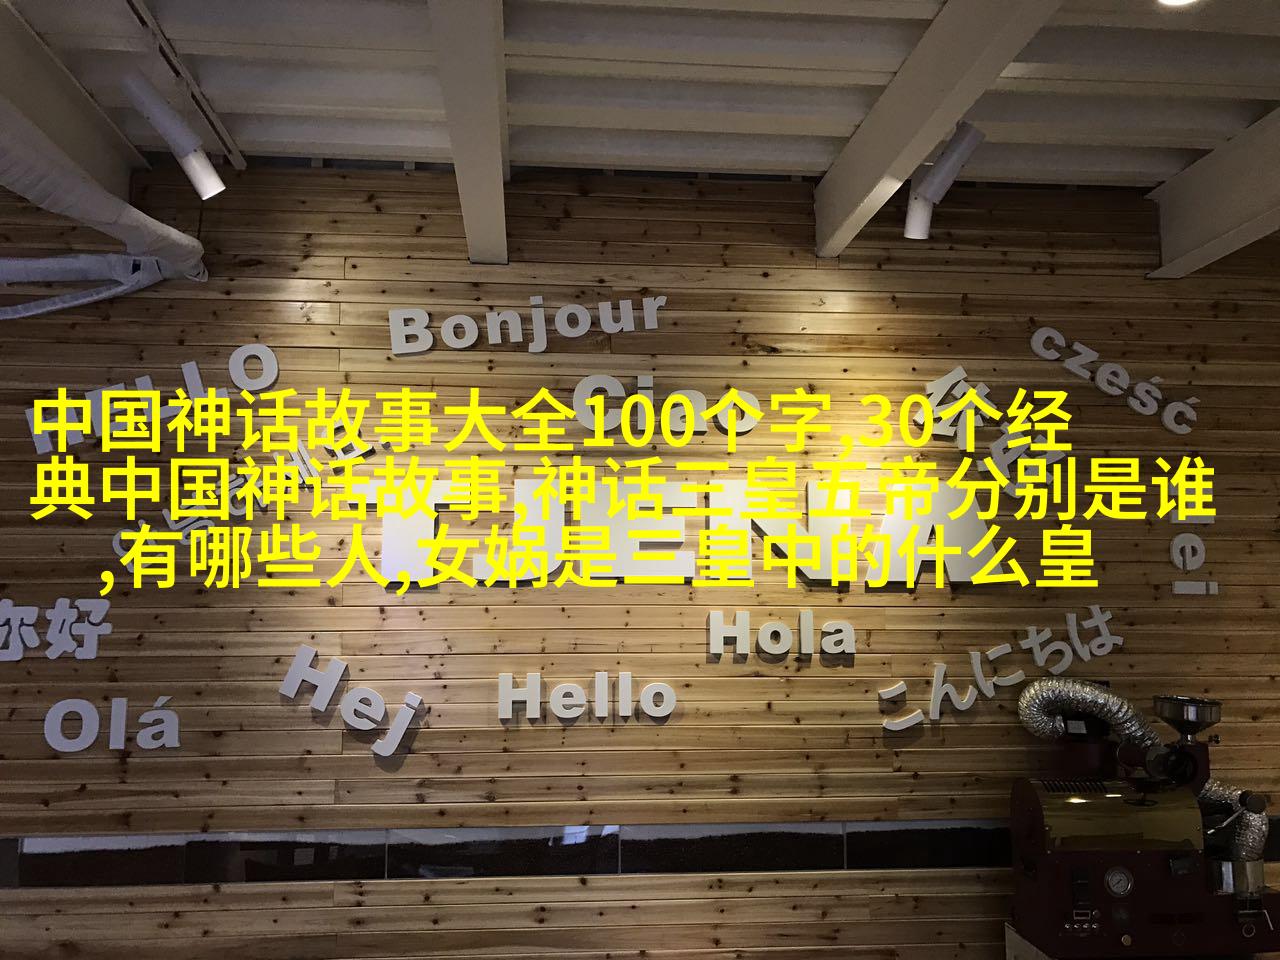 Bonjour
HELLO
cześć
Ciao
中国神话故事大全100个字,30个经
典中国神话故事,神话三皇五帝分别是谁
,有哪些人,女娲是三皇中的什么皇
你好
Hola
こんにちは
Hej
Hello
Olá